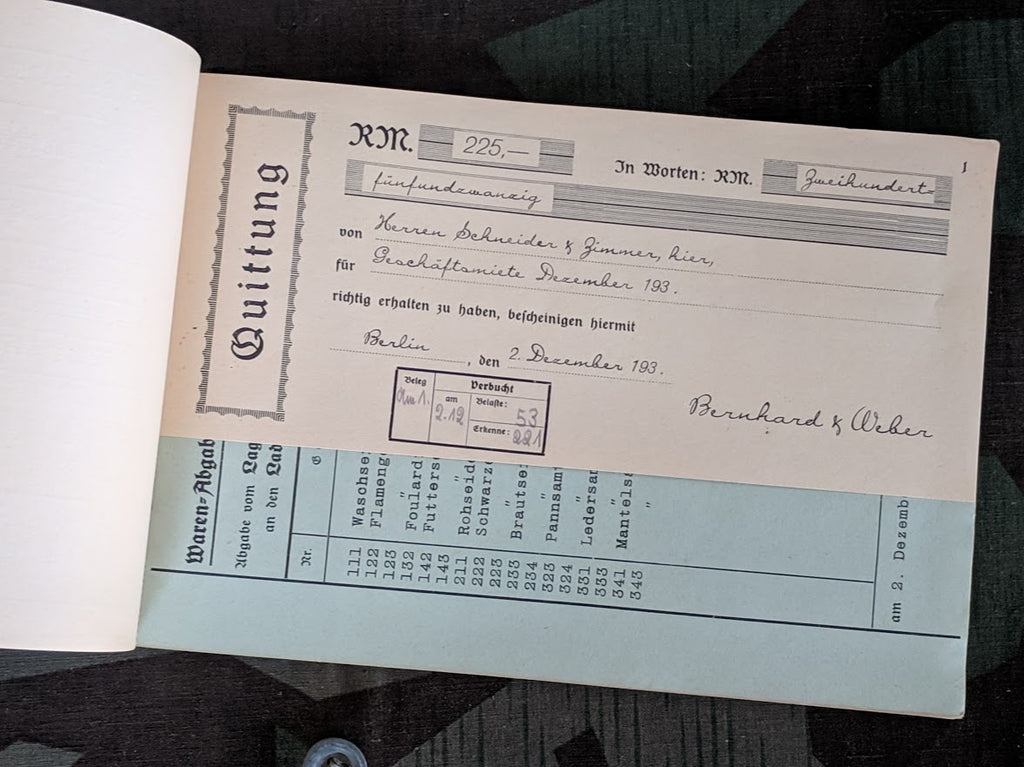 Quittung
RM. 225,— In Worten: RM. Zweihundert=
1
fünfundzwanzig
von Herren Schneider & Zimmer, hier,
für Geschäftsmiete Dezember 193 .
richtig erhalten zu haben, bescheinigen hiermit
Berlin, den 2. Dezember 193 .
Beleg
Verbucht
am
2.12
Belaste: 53
Erkenne: 221
Bernhard & Weber
Waren-Abgab
Abgabe vom Lag
an den Lad
Nr. G
111 Waschse
122 Flameng
123 "
132 Foulard
142 Futters
143 "
211 Rohseid
222 Schwarz
223 "
233 Brautse
234 "
323 Pannsam
324 "
331 Ledersa
333 "
341 Mantels
343 "
am 2. Dezemb